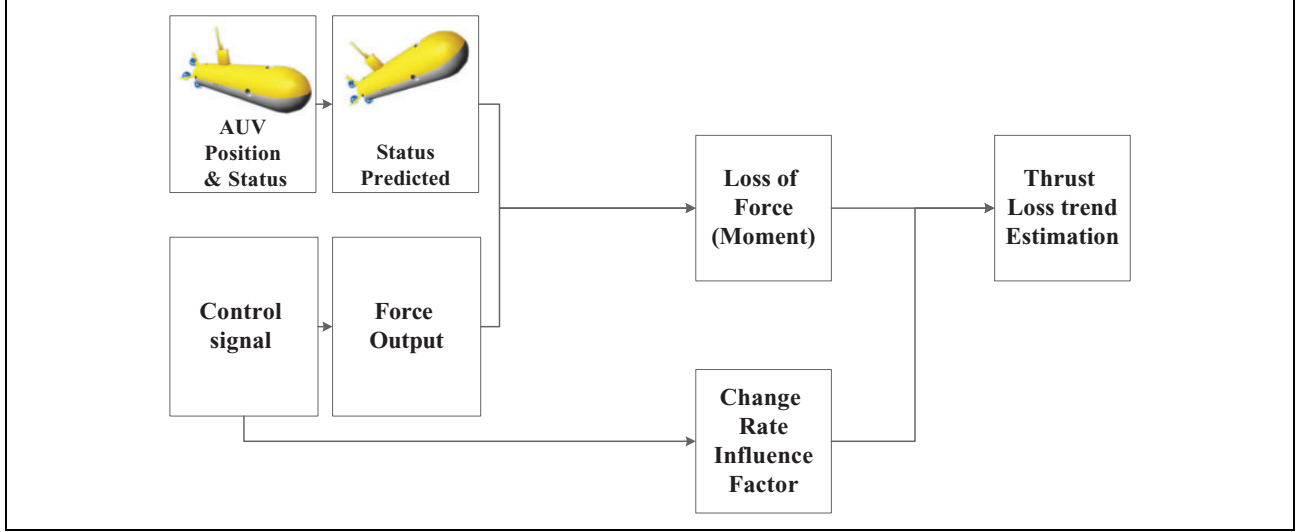 AUV
Position
& Status
Status
Predicted
Control
signal
Force
Output
Loss of
Force
(Moment)
Change
Rate
Influence
Factor
Thrust
Loss trend
Estimation